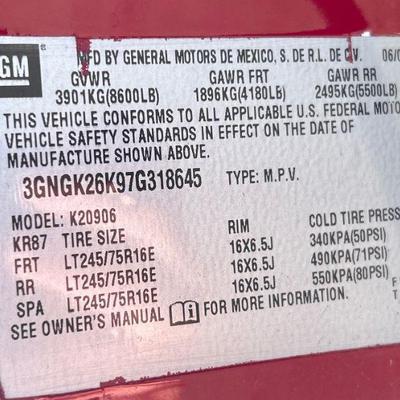 GM
MFD BY GENERAL MOTORS DE MEXICO, S. DE R.L. DE C.V. 06/0
GVWR GAWR FRT GAWR RR
3901KG(8600LB) 1896KG(4180LB) 2495KG(5500LB)
THIS VEHICLE CONFORMS TO ALL APPLICABLE U.S. FEDERAL MOTO
VEHICLE SAFETY STANDARDS IN EFFECT ON THE DATE OF
MANUFACTURE SHOWN ABOVE.
3GNGK26K97G318645 TYPE: M.P.V.
MODEL: K20906
KR87 TIRE SIZE RIM COLD TIRE PRESS
FRT LT245/75R16E 16X6.5J 340KPA(50PSI)
RR LT245/75R16E 16X6.5J 490KPA(71PSI)
SPA LT245/75R16E 16X6.5J 550KPA(80PSI) F
SEE OWNER'S MANUAL FOR MORE INFORMATION. T